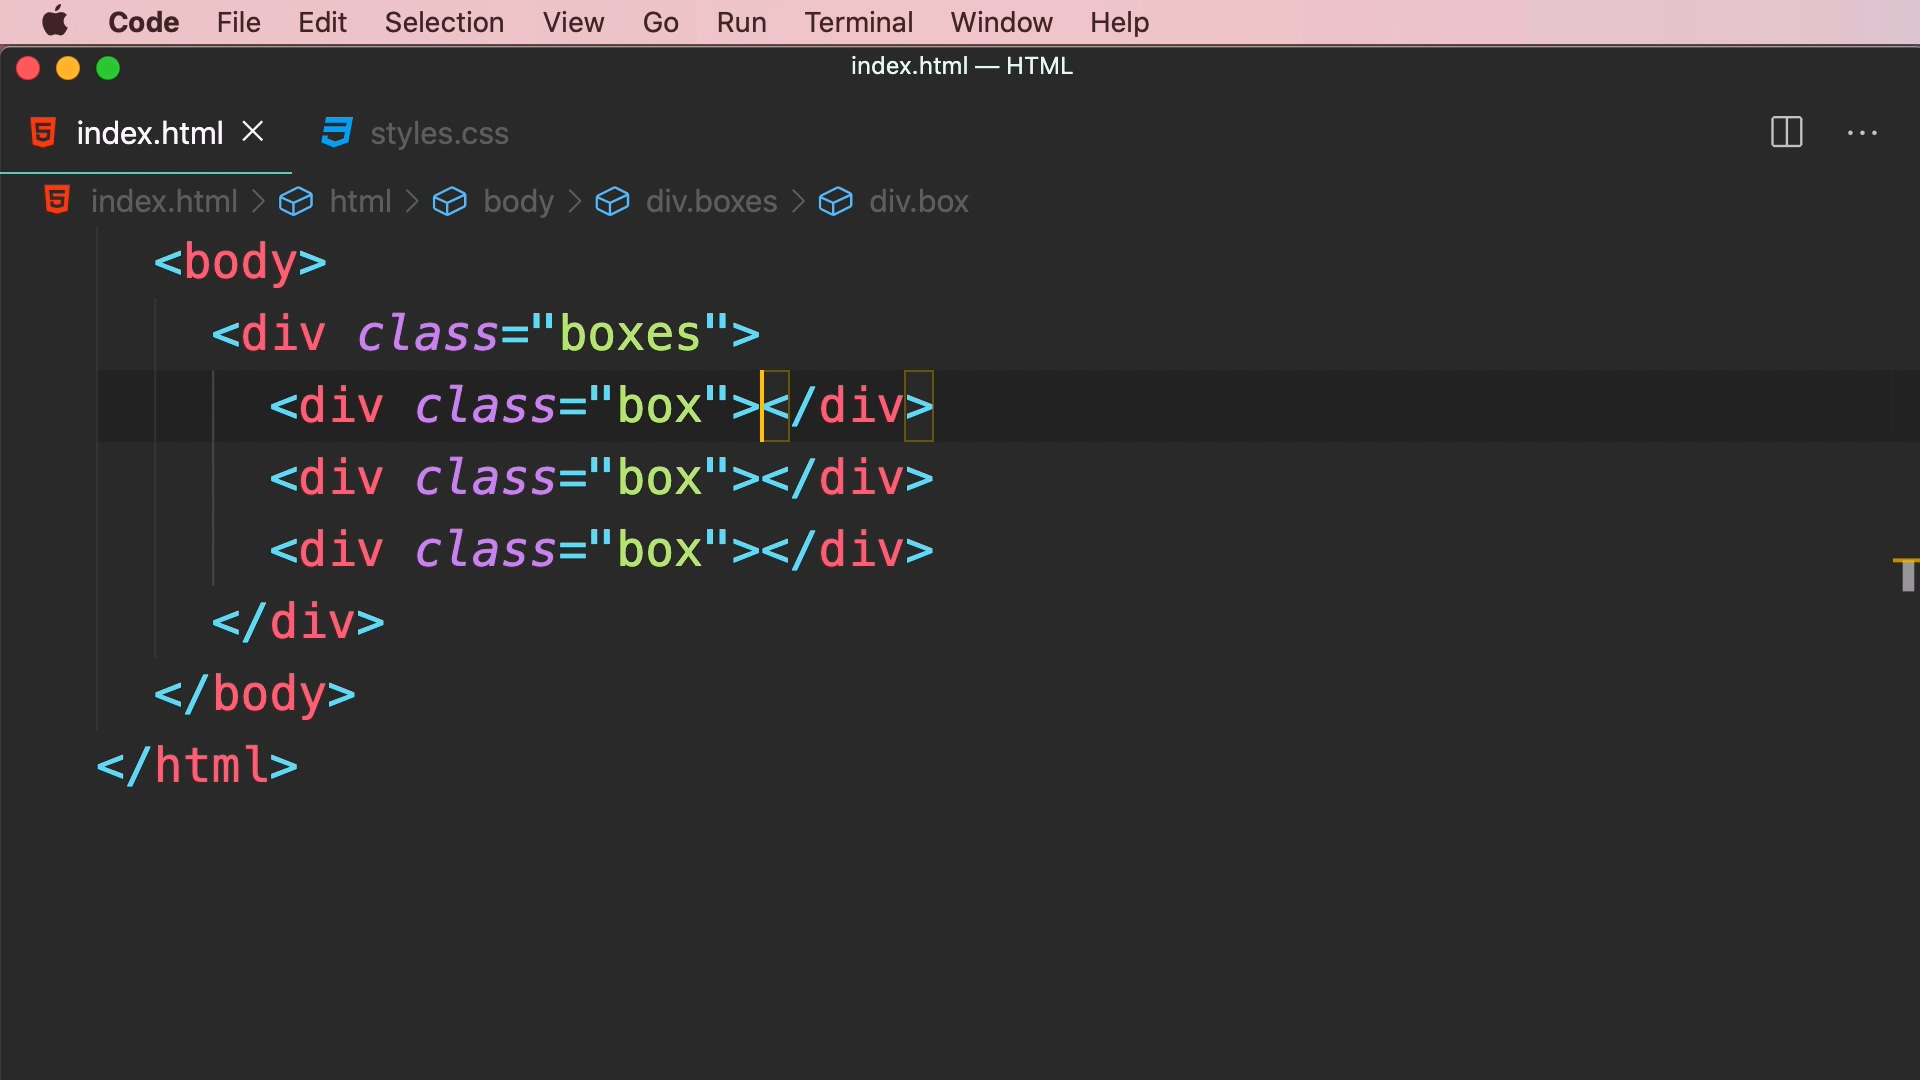 Code File Edit Selection View Go Run Terminal Window Help
index.html — HTML
index.html styles.css
index.html > html > body > div.boxes > div.box
<body>
<div class="boxes">
<div class="box"></div>
<div class="box"></div>
<div class="box"></div>
</div>
</body>
</html>